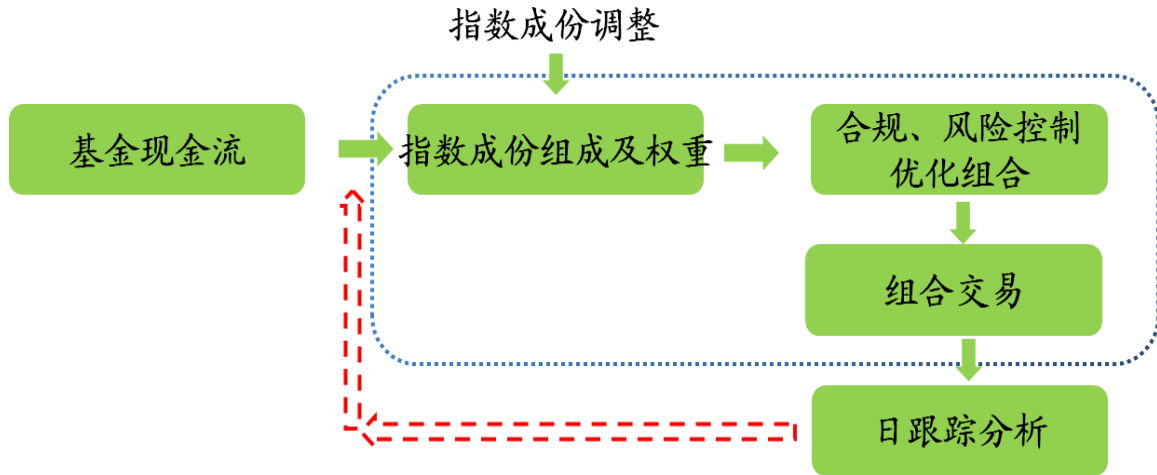 指数成份调整
基金现金流
指数成份组成及权重
合规、风险控制
优化组合
组合交易
日跟踪分析